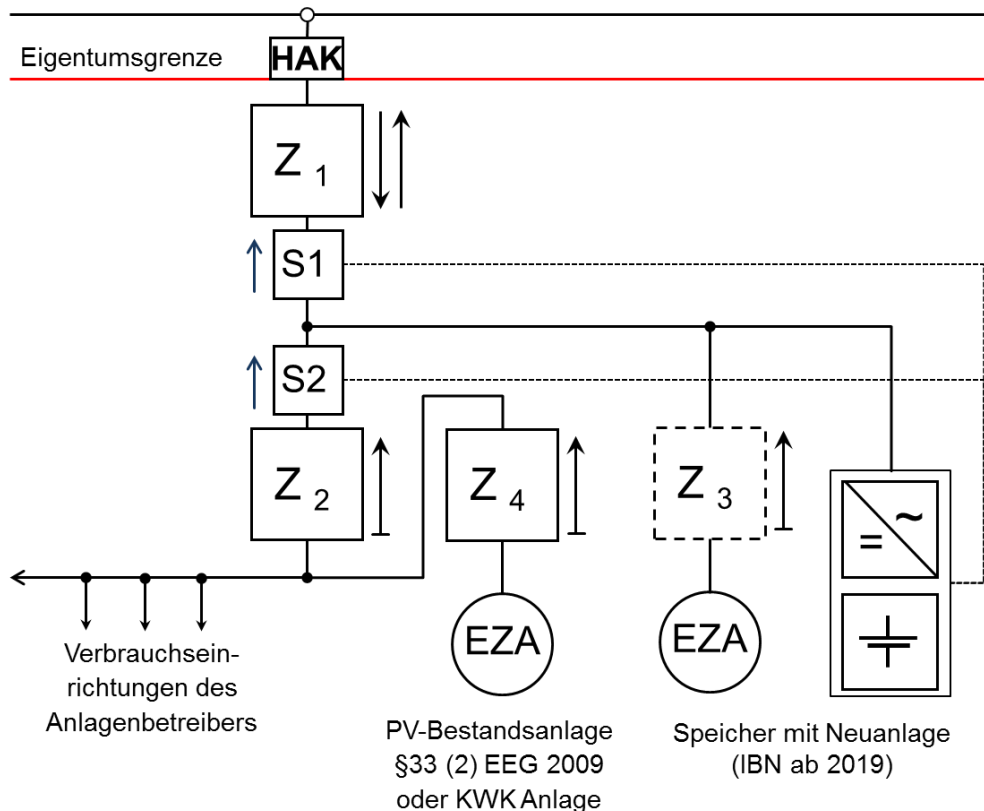 Eigentumsgrenze
HAK
Z 1
S1
S2
Z 2
Z 4
Z 3
= ~
EZA
EZA
Verbrauchsein-
richtungen des
Anlagenbetreibers
PV-Bestandsanlage
§33 (2) EEG 2009
oder KWK Anlage
Speicher mit Neuanlage
(IBN ab 2019)